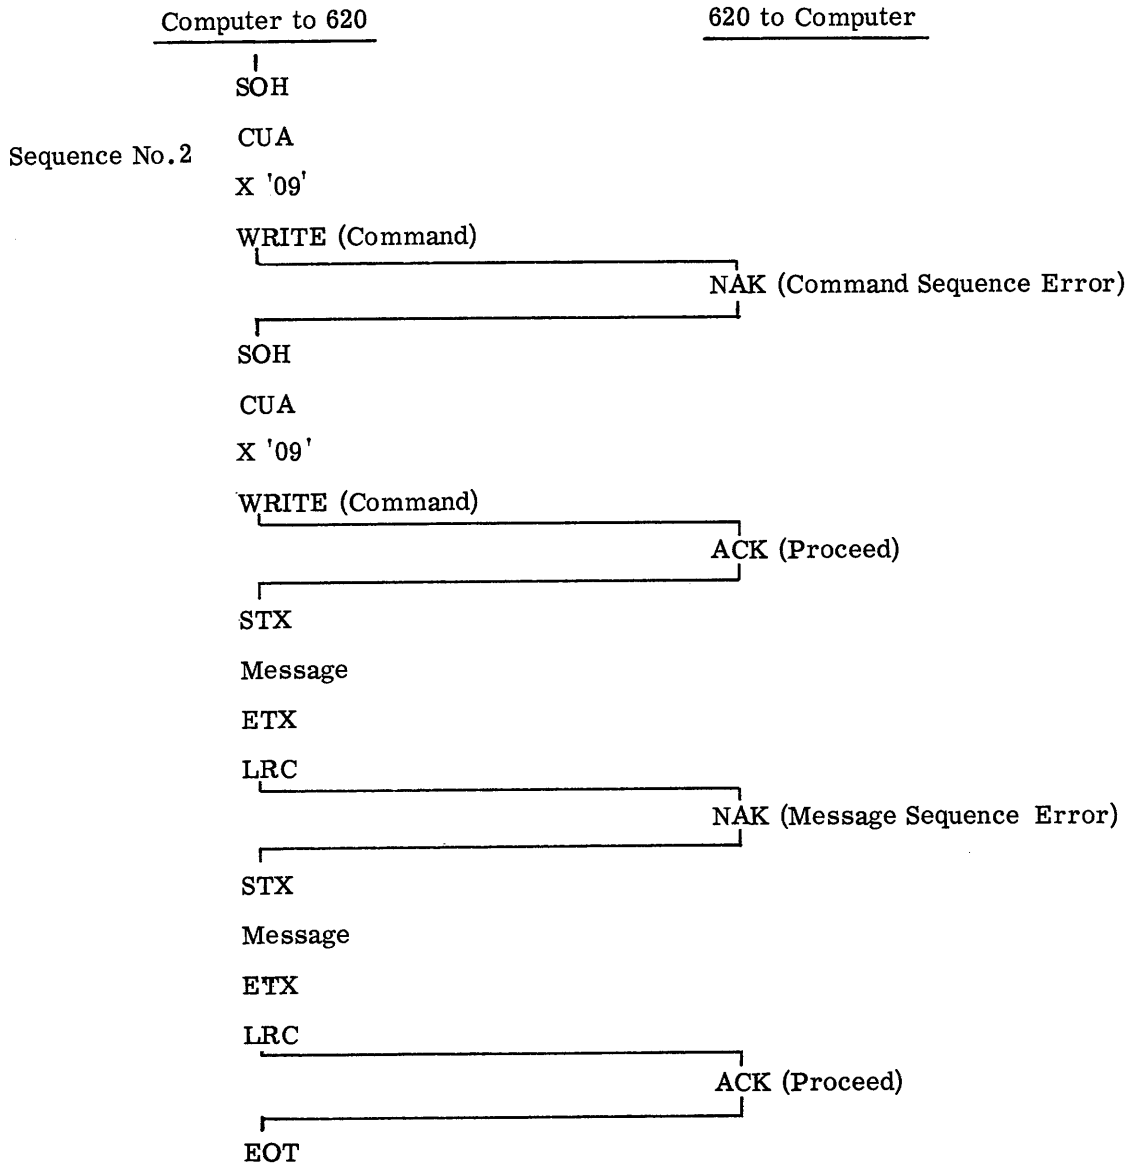 Computer to 620 620 to Computer
SOH
CUA
Sequence No.2
X '09'
WRITE (Command)
NAK (Command Sequence Error)
SOH
CUA
X '09'
WRITE (Command)
ACK (Proceed)
STX
Message
ETX
LRC
NAK (Message Sequence Error)
STX
Message
ETX
LRC
ACK (Proceed)
EOT